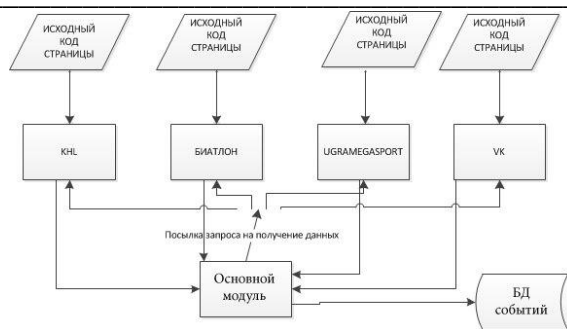 ИСХОДНЫЙ
КОД
СТРАНИЦЫ
ИСХОДНЫЙ
КОД
СТРАНИЦЫ
ИСХОДНЫЙ
КОД
СТРАНИЦЫ
ИСХОДНЫЙ
КОД
СТРАНИЦЫ
KHL
БИАТЛОН
UGRAMEGASPORT
VK
Посылка запроса на получение данных
Основной
модуль
БД
событий